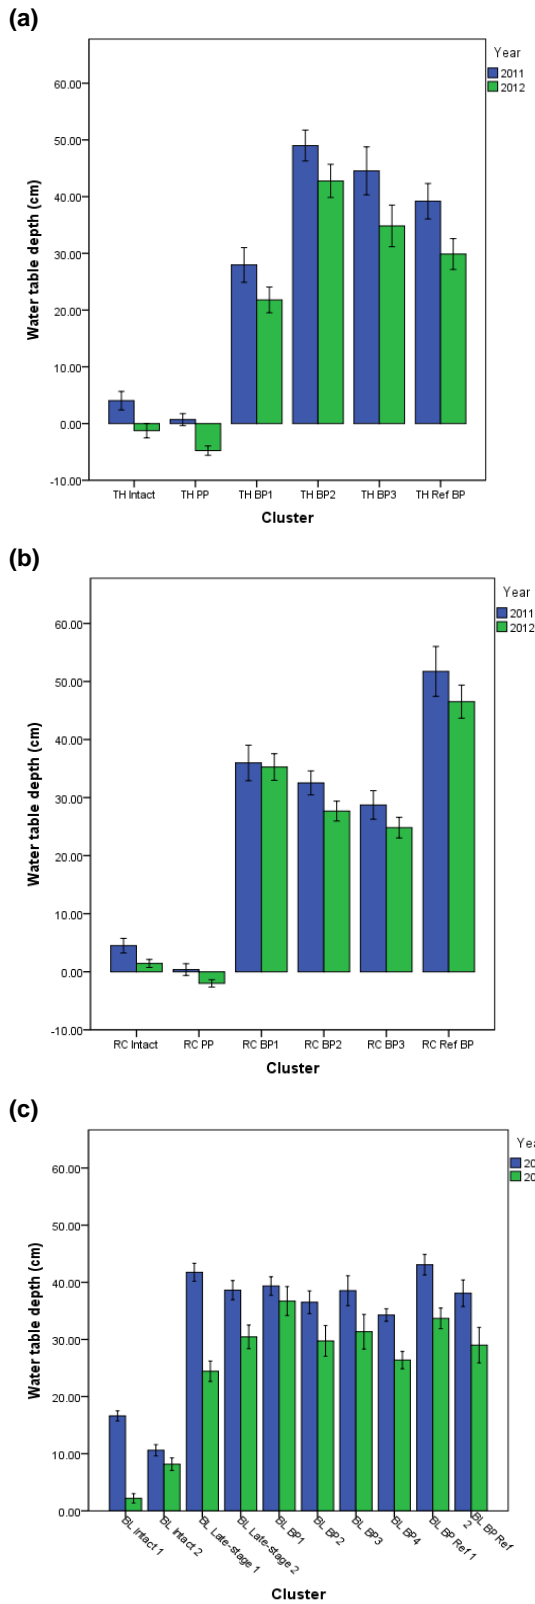 (a)
Year
2011
2012
60.00
50.00
40.00
30.00
20.00
10.00
0.00
-10.00
Water table depth (cm)
TH Intact
TH PP
TH BP1
TH BP2
TH BP3
TH Ref BP
Cluster
(b)
Year
2011
2012
60.00
50.00
40.00
30.00
20.00
10.00
0.00
-10.00
Water table depth (cm)
RC Intact
RC PP
RC BP1
RC BP2
RC BP3
RC Ref BP
Cluster
(c)
Yea
20
20
60.00
50.00
40.00
30.00
20.00
10.00
0.00
Water table depth (cm)
BL Intact 1
BL Intact 2
BL Late-stage 1
BL Late-stage 2
BL BP1
BL BP2
BL BP3
BL BP4
BL BP Ref 1
BL BP Ref
2
Cluster